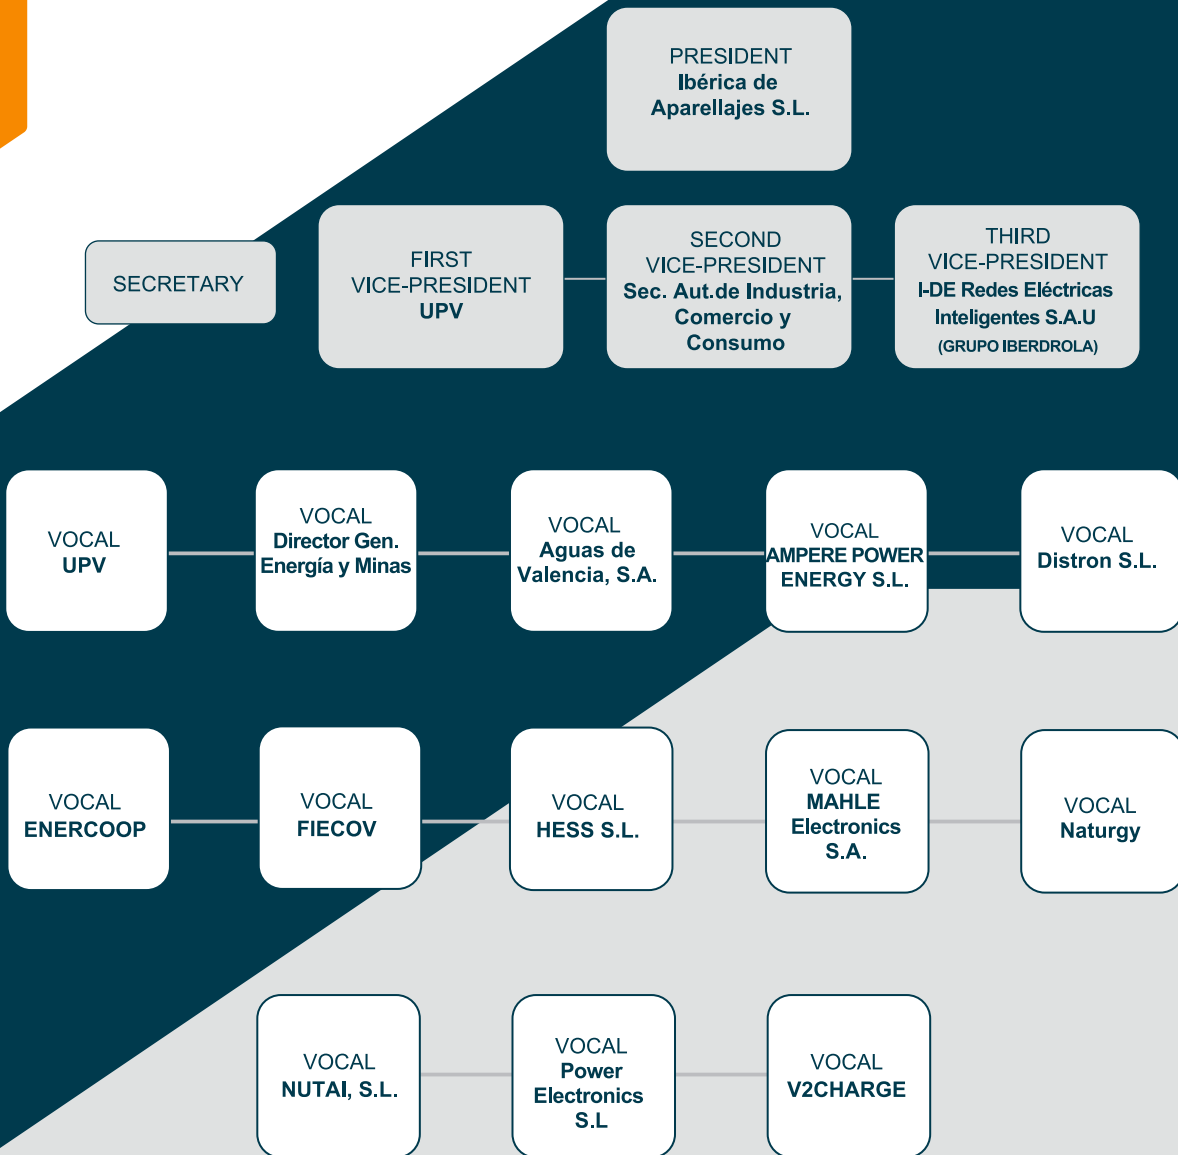 PRESIDENT
Ibérica de
Aparellajes S.L.
SECRETARY
FIRST
VICE-PRESIDENT
UPV
SECOND
VICE-PRESIDENT
Sec. Aut.de Industria,
Comercio y
Consumo
THIRD
VICE-PRESIDENT
I-DE Redes Eléctricas
Inteligentes S.A.U
(GRUPO IBERDROLA)
VOCAL
UPV
VOCAL
Director Gen.
Energía y Minas
VOCAL
Aguas de
Valencia, S.A.
VOCAL
AMPERE POWER
ENERGY S.L.
VOCAL
Distron S.L.
VOCAL
ENERCOOP
VOCAL
FIECOV
VOCAL
HESS S.L.
VOCAL
MAHLE
Electronics
S.A.
VOCAL
Naturgy
VOCAL
NUTAI, S.L.
VOCAL
Power
Electronics
S.L
VOCAL
V2CHARGE